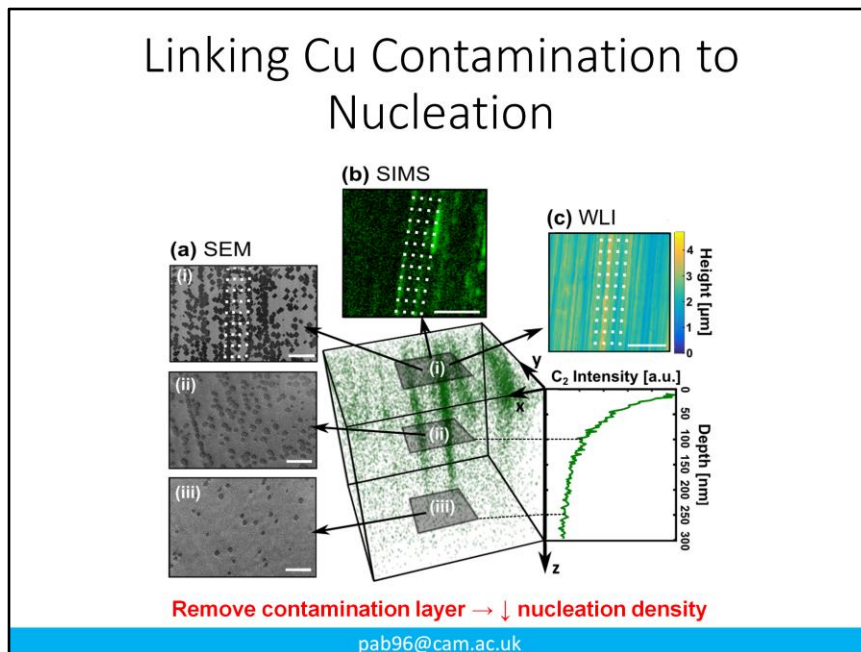 Linking Cu Contamination to
Nucleation
(b) SIMS
(c) WLI
(a) SEM
(i)
(ii)
(iii)
4
3
2
1
0
Height [µm]
(i)
(ii)
(iii)
y
x
z
C₂ Intensity [a.u.]
0
50
100
150
200
250
300
Depth [nm]
Remove contamination layer → ↓ nucleation density
pab96@cam.ac.uk